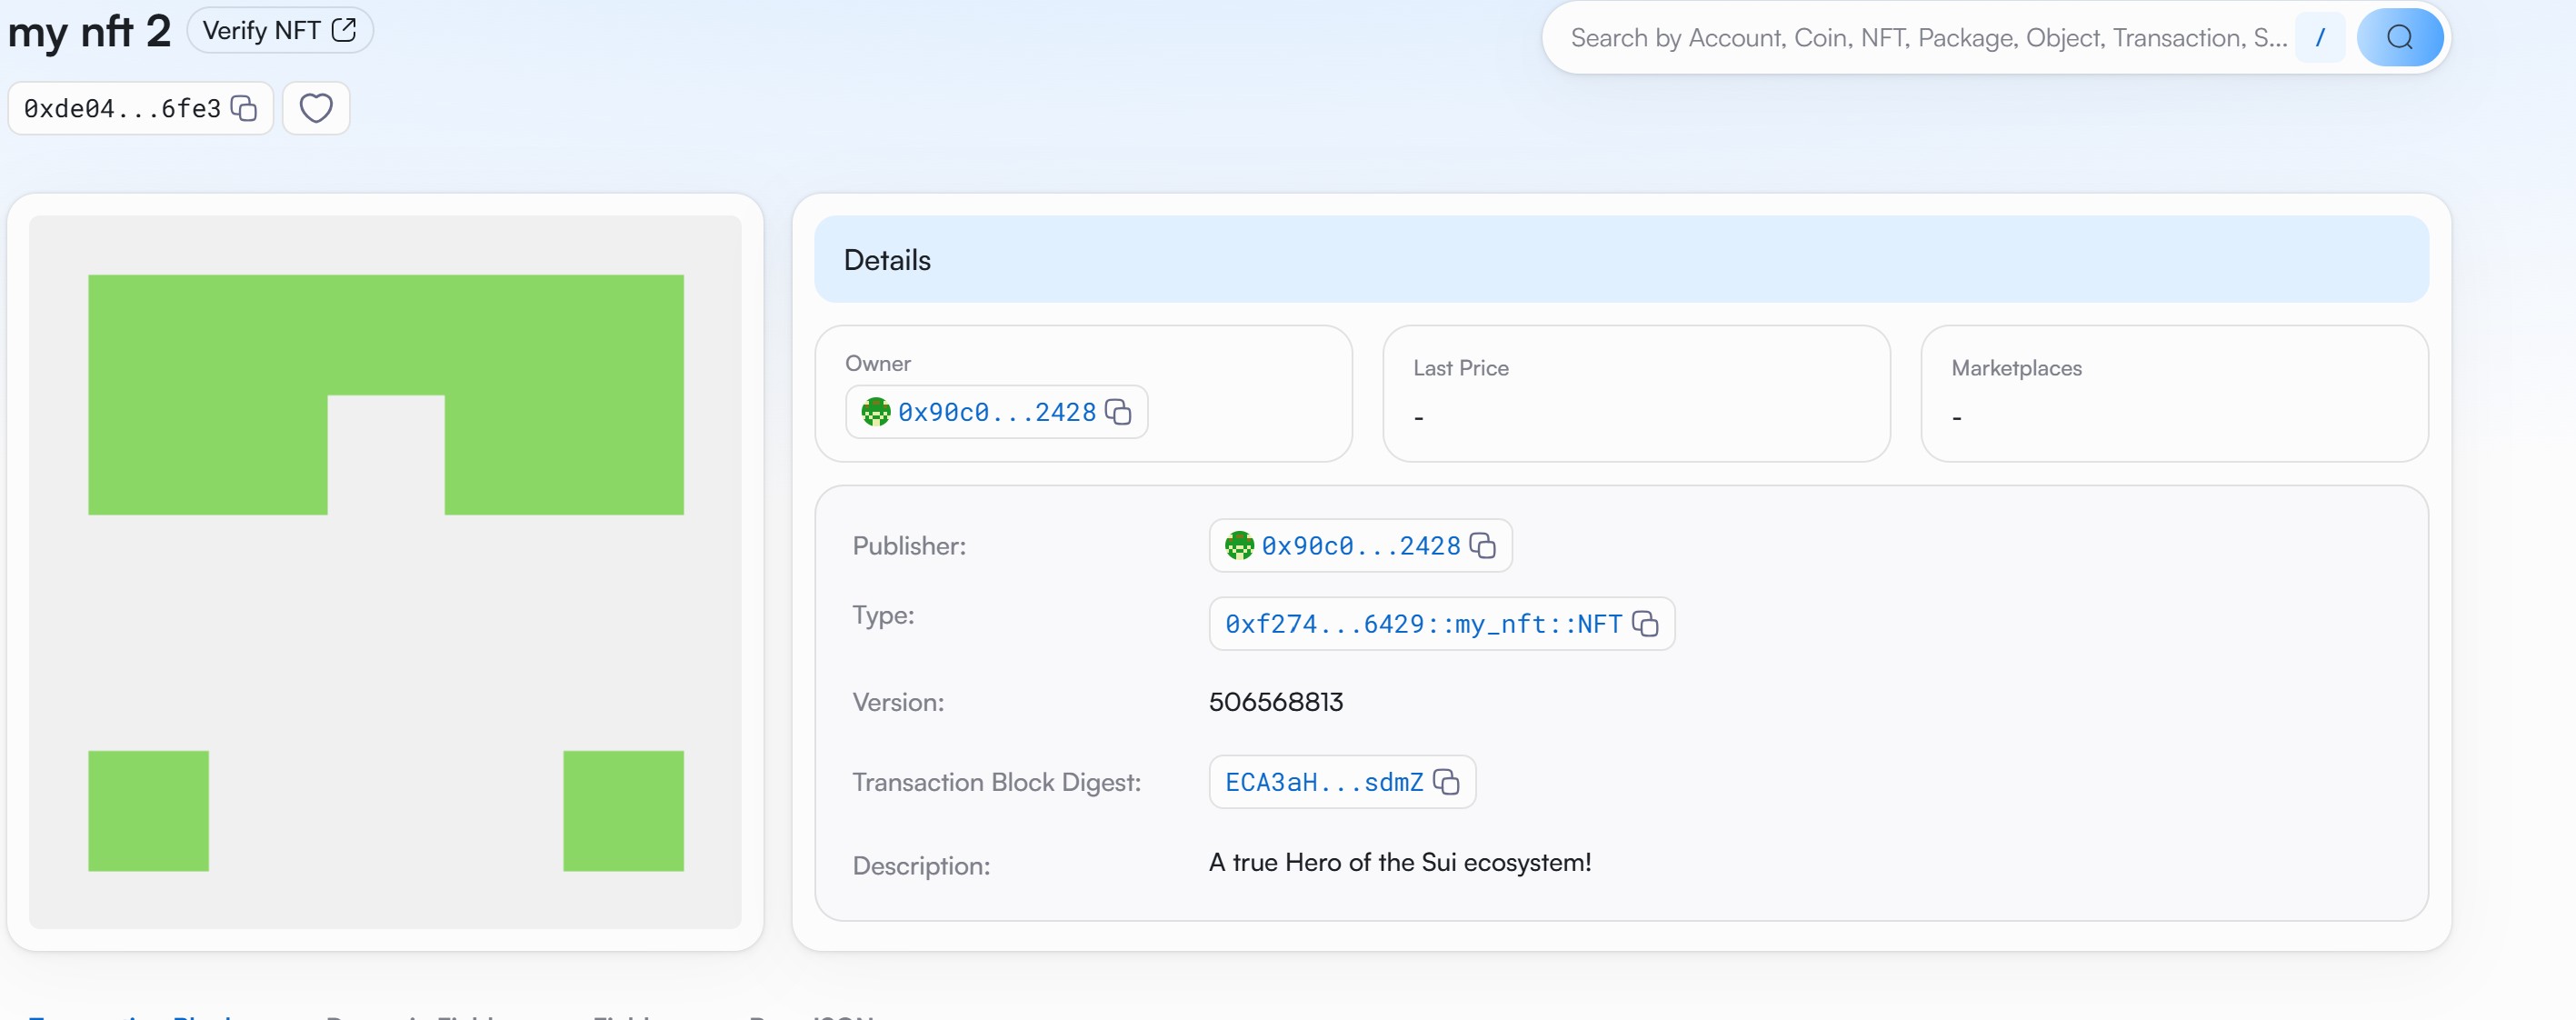 my nft 2
Verify NFT
Search by Account, Coin, NFT, Package, Object, Transaction, S...
/
0xde04...6fe3
Details
Owner
0x90c0...2428
Last Price
-
Marketplaces
-
Publisher:
0x90c0...2428
Type:
0xf274...6429::my_nft::NFT
Version:
506568813
Transaction Block Digest:
ECA3aH...sdmZ
Description:
A true Hero of the Sui ecosystem!